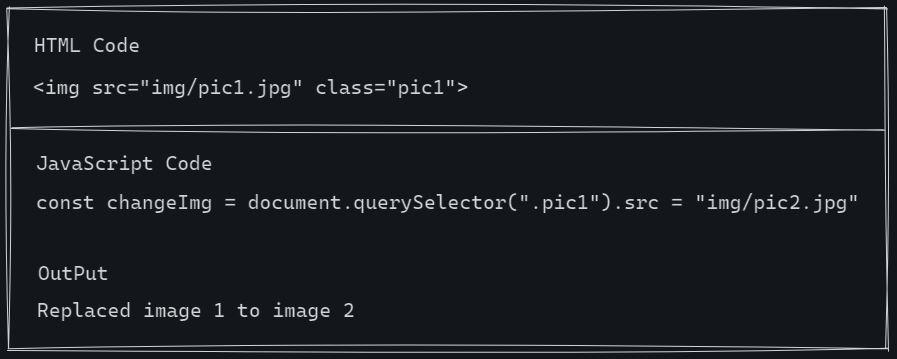 HTML Code
<img src="img/pic1.jpg" class="pic1">
JavaScript Code
const changeImg = document.querySelector(".pic1").src = "img/pic2.jpg"
OutPut
Replaced image 1 to image 2